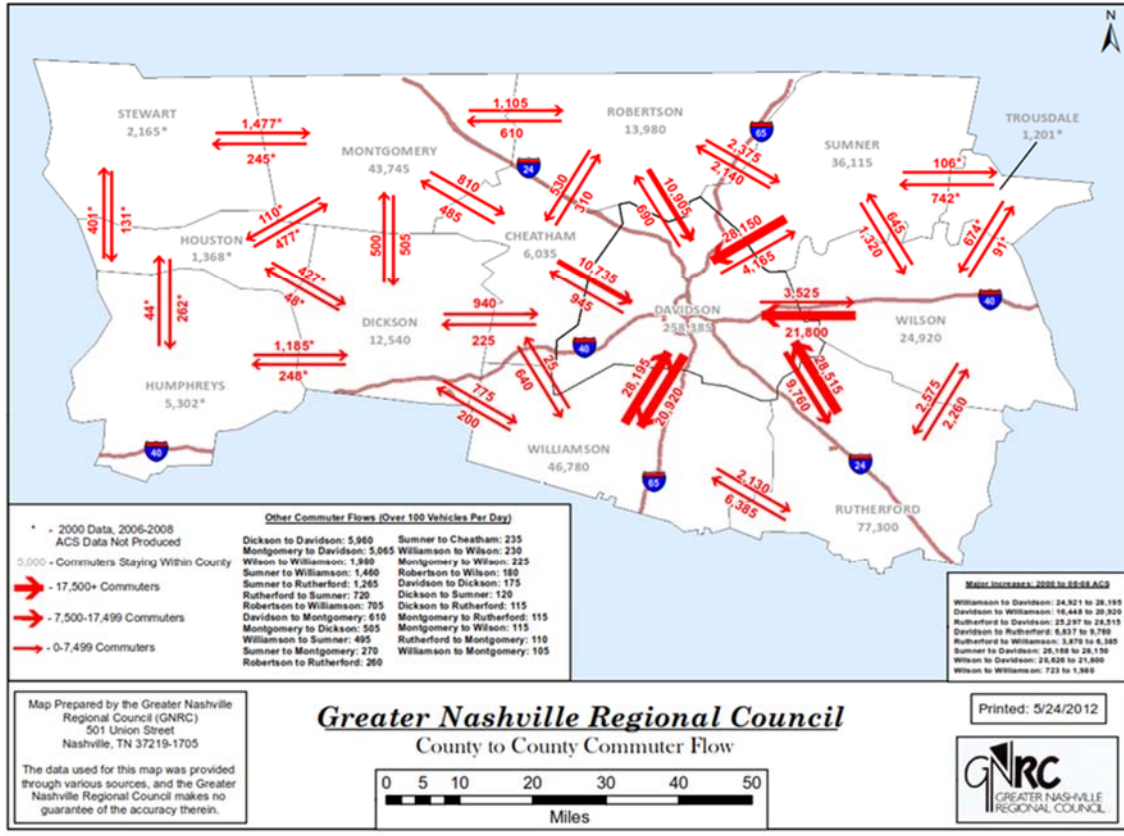 N
STEWART
2,165*
1,477*
245*
MONTGOMERY
43,745
1,105
610
ROBERTSON
13,980
65
2,375
2,140
SUMNER
36,115
TROUSDALE
1,201*
24
106*
742*
401*
131*
110*
477*
HOUSTON
1,368*
810
485
530
310
CHEATHAM
6,035
10,905
690
28,150
4,165
645
1,320
674*
91*
500
505
44*
262*
427*
48*
DICKSON
12,540
940
225
10,735
945
DAVIDSON
258,385
3,525
21,800
40
WILSON
24,920
40
1,185*
248*
HUMPHREYS
5,302*
775
200
25
640
28,195
20,920
28,515
9,760
2,575
2,260
40
WILLIAMSON
46,780
65
2,130
6,385
24
RUTHERFORD
77,300
* - 2000 Data, 2006-2008
ACS Data Not Produced
5,000 - Commuters Staying Within County
- 17,500+ Commuters
- 7,500-17,499 Commuters
- 0-7,499 Commuters
Other Commuter Flows (Over 100 Vehicles Per Day)
Dickson to Davidson: 5,960
Montgomery to Davidson: 5,065
Wilson to Williamson: 1,980
Sumner to Williamson: 1,460
Sumner to Rutherford: 1,265
Rutherford to Sumner: 720
Robertson to Williamson: 705
Davidson to Montgomery: 610
Montgomery to Dickson: 505
Williamson to Sumner: 495
Sumner to Montgomery: 270
Robertson to Rutherford: 260
Sumner to Cheatham: 235
Williamson to Wilson: 230
Montgomery to Wilson: 225
Robertson to Wilson: 180
Davidson to Dickson: 175
Dickson to Sumner: 120
Dickson to Rutherford: 115
Montgomery to Rutherford: 115
Montgomery to Wilson: 115
Rutherford to Montgomery: 110
Williamson to Montgomery: 105
Major Increases: 2000 to 06-08 ACS
Williamson to Davidson: 24,921 to 28,195
Davidson to Williamson: 16,448 to 20,920
Rutherford to Davidson: 25,297 to 28,515
Davidson to Rutherford: 6,837 to 9,760
Rutherford to Williamson: 3,870 to 6,385
Sumner to Davidson: 26,168 to 28,150
Wilson to Davidson: 20,626 to 21,800
Wilson to Williamson: 723 to 1,980
Map Prepared by the Greater Nashville
Regional Council (GNRC)
501 Union Street
Nashville, TN 37219-1705
The data used for this map was provided
through various sources, and the Greater
Nashville Regional Council makes no
guarantee of the accuracy therein.
Greater Nashville Regional Council
County to County Commuter Flow
0 5 10 20 30 40 50
Miles
Printed: 5/24/2012
GNRC
GREATER NASHVILLE
REGIONAL COUNCIL